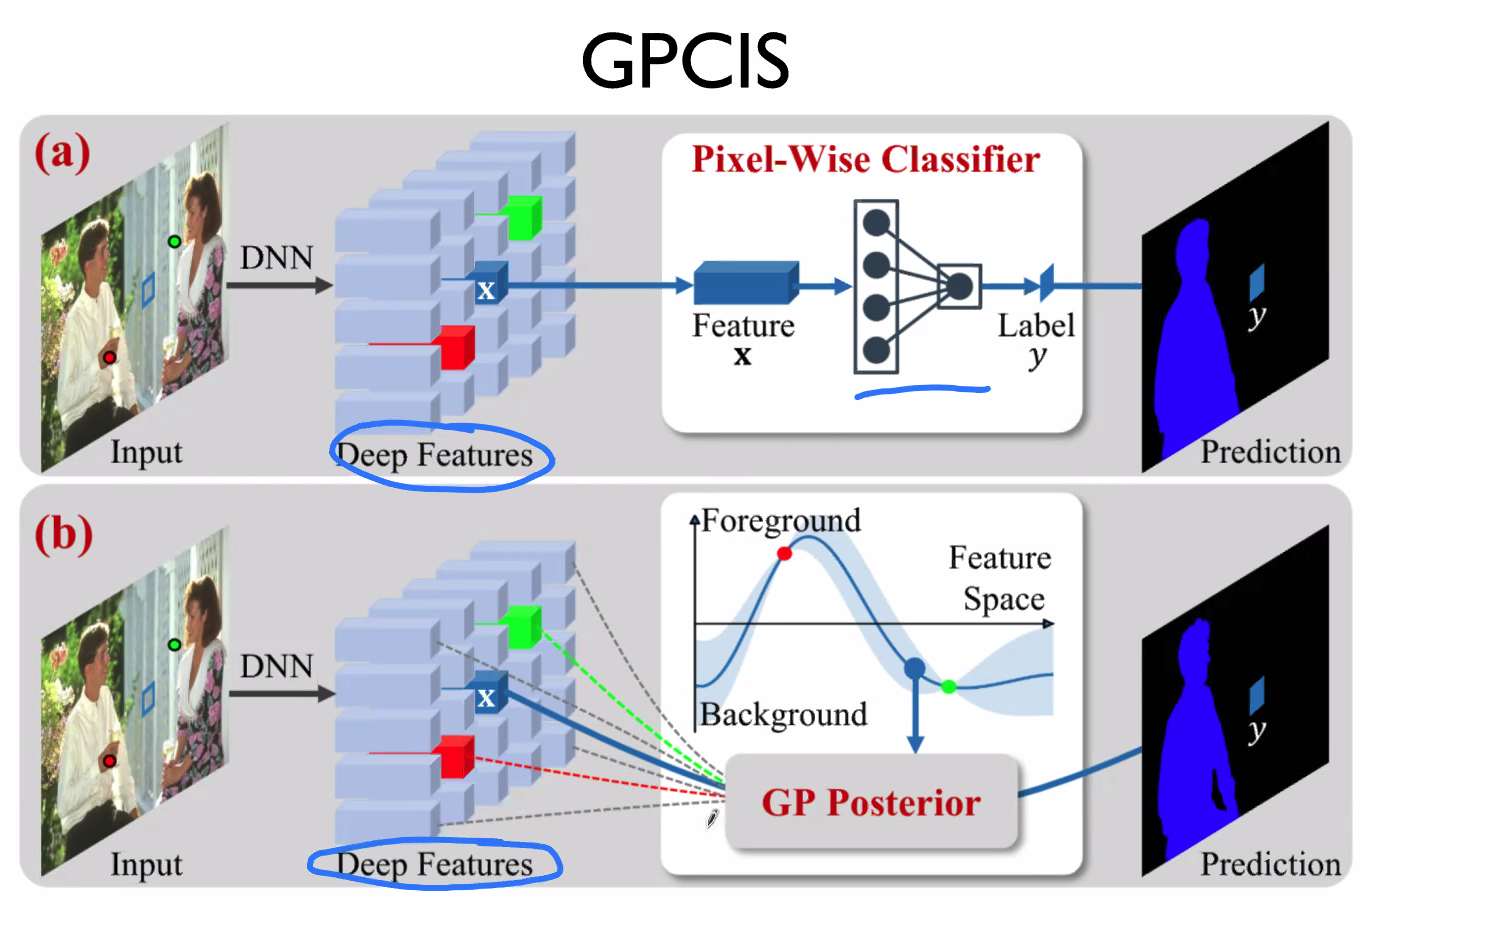 GPCIS
(a)
Pixel-Wise Classifier
DNN
x
Feature
x
Label
y
y
Input
Deep Features
Prediction
(b)
Foreground
Feature
Space
DNN
x
Background
y
GP Posterior
Input
Deep Features
Prediction